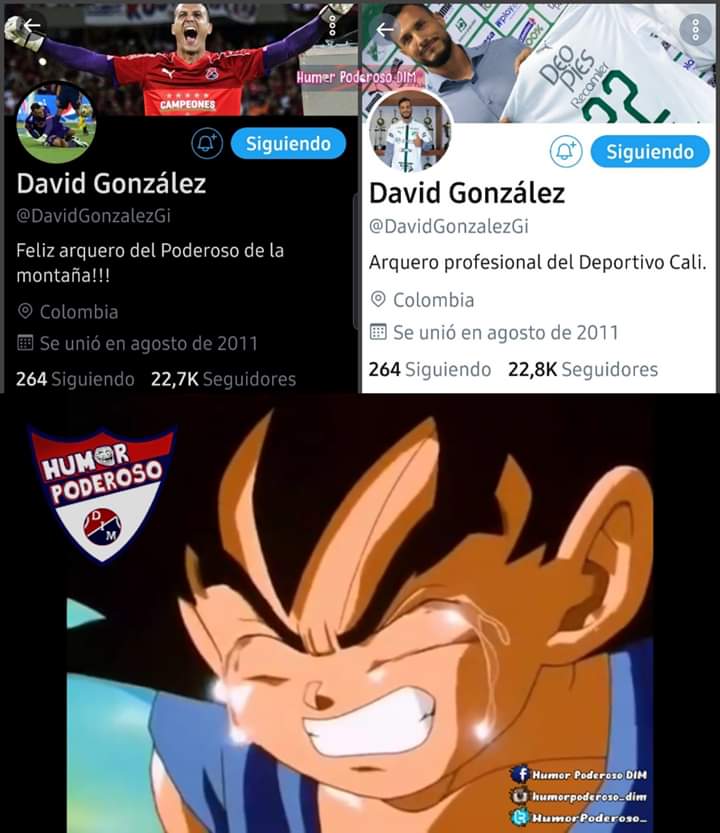 Humor Poderoso DIM
CAMPEONES
Siguiendo
David González
@DavidGonzalezGi
Feliz arquero del Poderoso de la
montaña!!!
Colombia
Se unió en agosto de 2011
264 Siguiendo 22,7K Seguidores
DEO
PIES
Recamier
22
Siguiendo
David González
@DavidGonzalezGi
Arquero profesional del Deportivo Cali.
Colombia
Se unió en agosto de 2011
264 Siguiendo 22,8K Seguidores
HUMOR
PODEROSO
D
I
M
Humor Poderoso DIM
humorpoderoso_dim
HumorPoderoso_